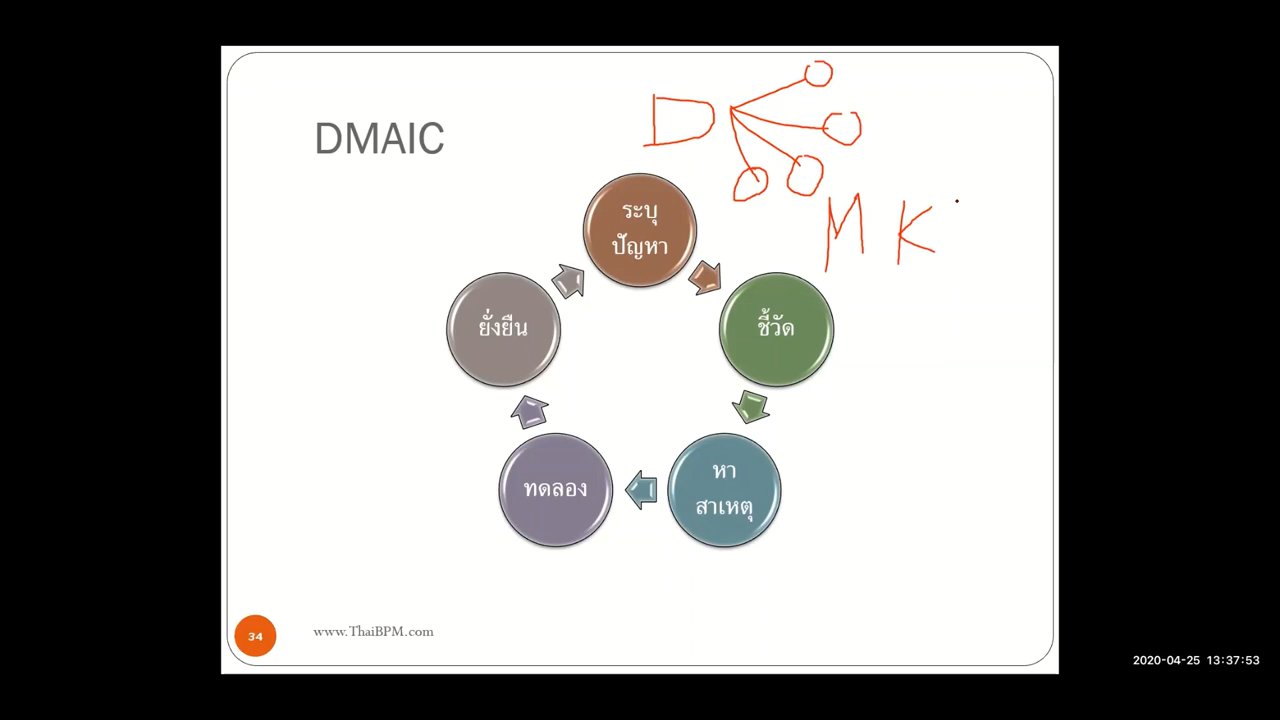 DMAIC
D
M K
ระบุ
ปัญหา
ชี้วัด
หา
สาเหตุ
ทดลอง
ยั่งยืน
34
www.ThaiBPM.com
2020-04-25 13:37:53